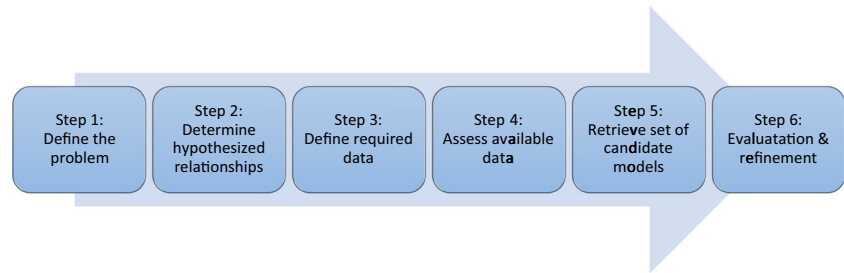 Step 1:
Define the
problem
Step 2:
Determine
hypothesized
relationships
Step 3:
Define required
data
Step 4:
Assess available
data
Step 5:
Retrieve set of
candidate
models
Step 6:
Evaluatation &
refinement